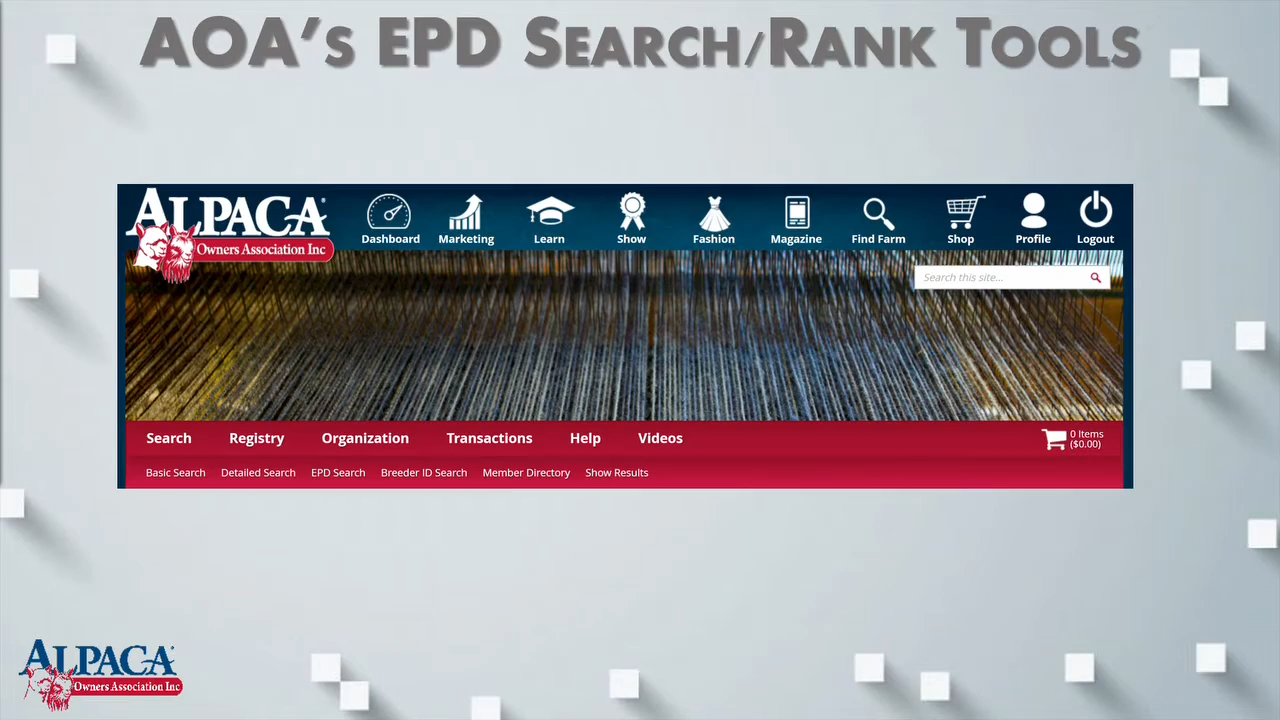 AOA's EPD Search/Rank Tools
ALPACA
Owners Association Inc
Dashboard Marketing Learn Show Fashion Magazine Find Farm Shop Profile Logout
Search this site...
Search Registry Organization Transactions Help Videos
0 Items
($0.00)
Basic Search Detailed Search EPD Search Breeder ID Search Member Directory Show Results
ALPACA
Owners Association Inc